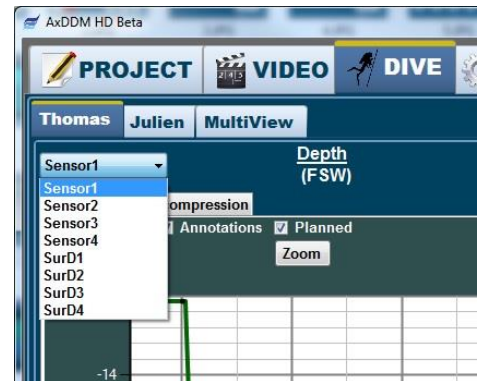 AxDDM HD Beta
PROJECT VIDEO DIVE
Thomas Julien MultiView
Sensor1 Depth
(FSW)
Sensor1
Sensor2 ompression
Sensor3 Annotations Planned
Sensor4
SurD1 Zoom
SurD2
SurD3
SurD4
-14